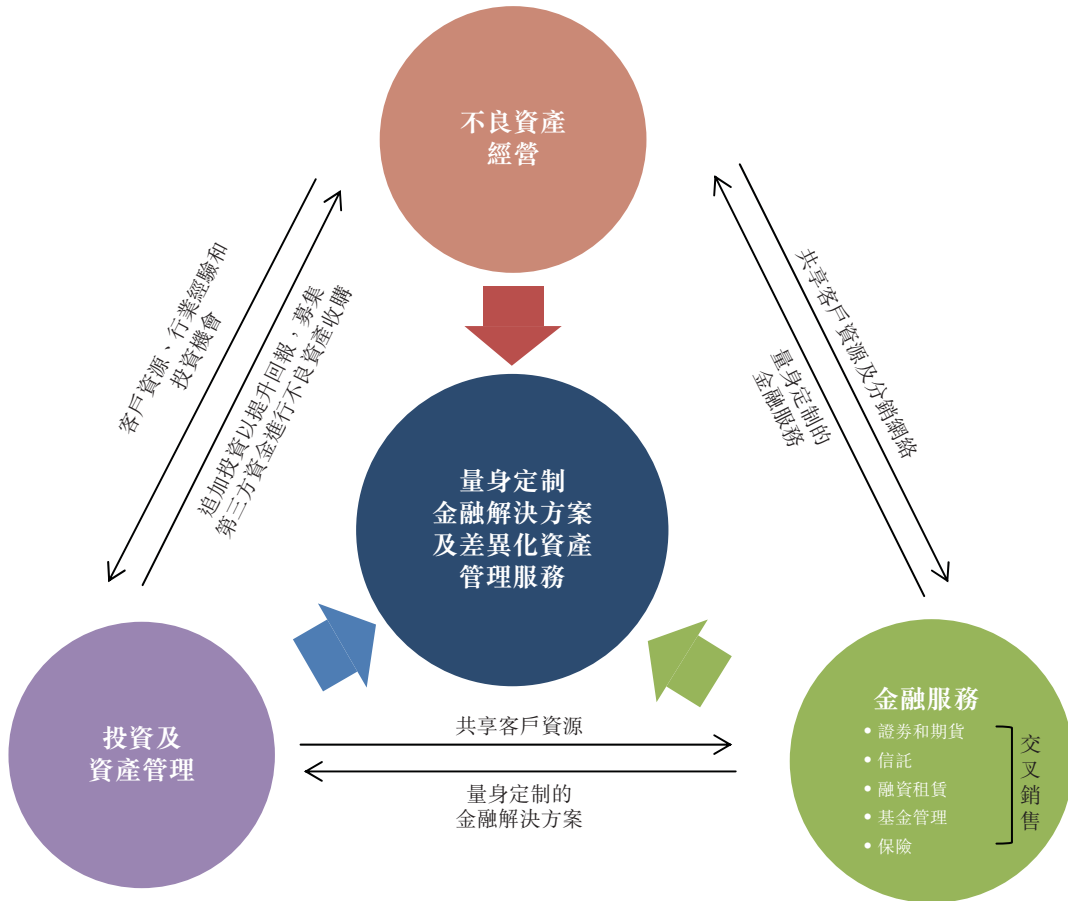 不良資產
經營
客戶資源、行業經驗和
投資機會
追加投資以提升回報，募集
第三方資金進行不良資產收購
共享客戶資源及分銷網絡
量身定制的
金融服務
量身定制
金融解決方案
及差異化資產
管理服務
投資及
資產管理
共享客戶資源
量身定制的
金融解決方案
金融服務
• 證券和期貨
• 信託
• 融資租賃
• 基金管理
• 保險
交叉銷售